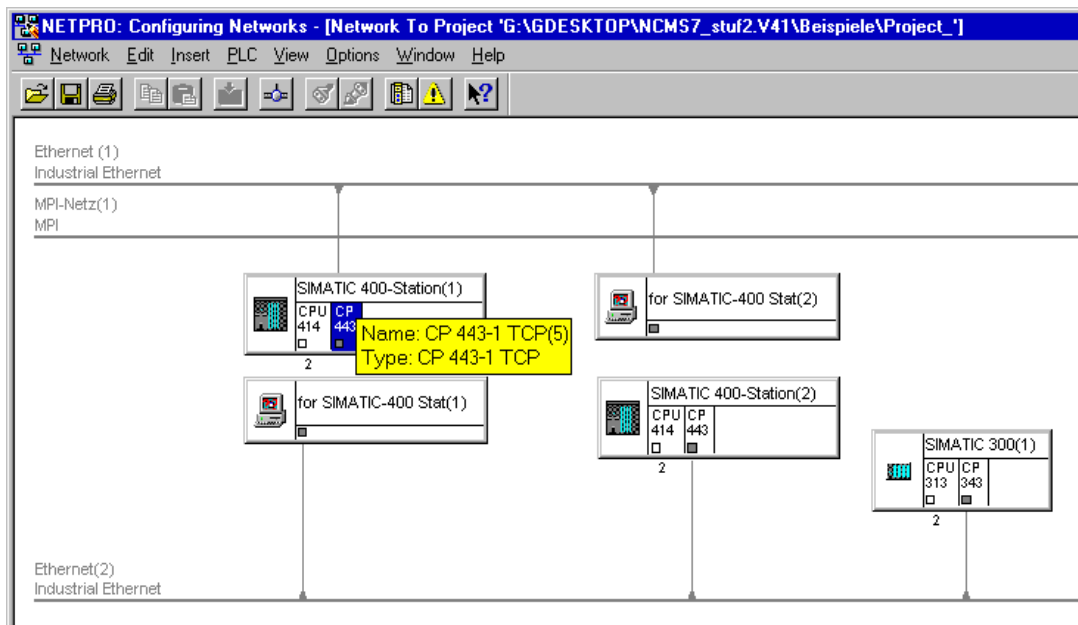 NETPRO: Configuring Networks - [Network To Project 'G:\GDESKTOP\NCMS7_stuf2.V41\Beispiele\Project_']
Network Edit Insert PLC View Options Window Help
Ethernet (1)
Industrial Ethernet
MPI-Netz(1)
MPI
SIMATIC 400-Station(1)
CPU CP
414 443
2
Name: CP 443-1 TCP(5)
Type: CP 443-1 TCP
for SIMATIC-400 Stat(2)
for SIMATIC-400 Stat(1)
SIMATIC 400-Station(2)
CPU CP
414 443
2
SIMATIC 300(1)
CPU CP
313 343
2
Ethernet(2)
Industrial Ethernet